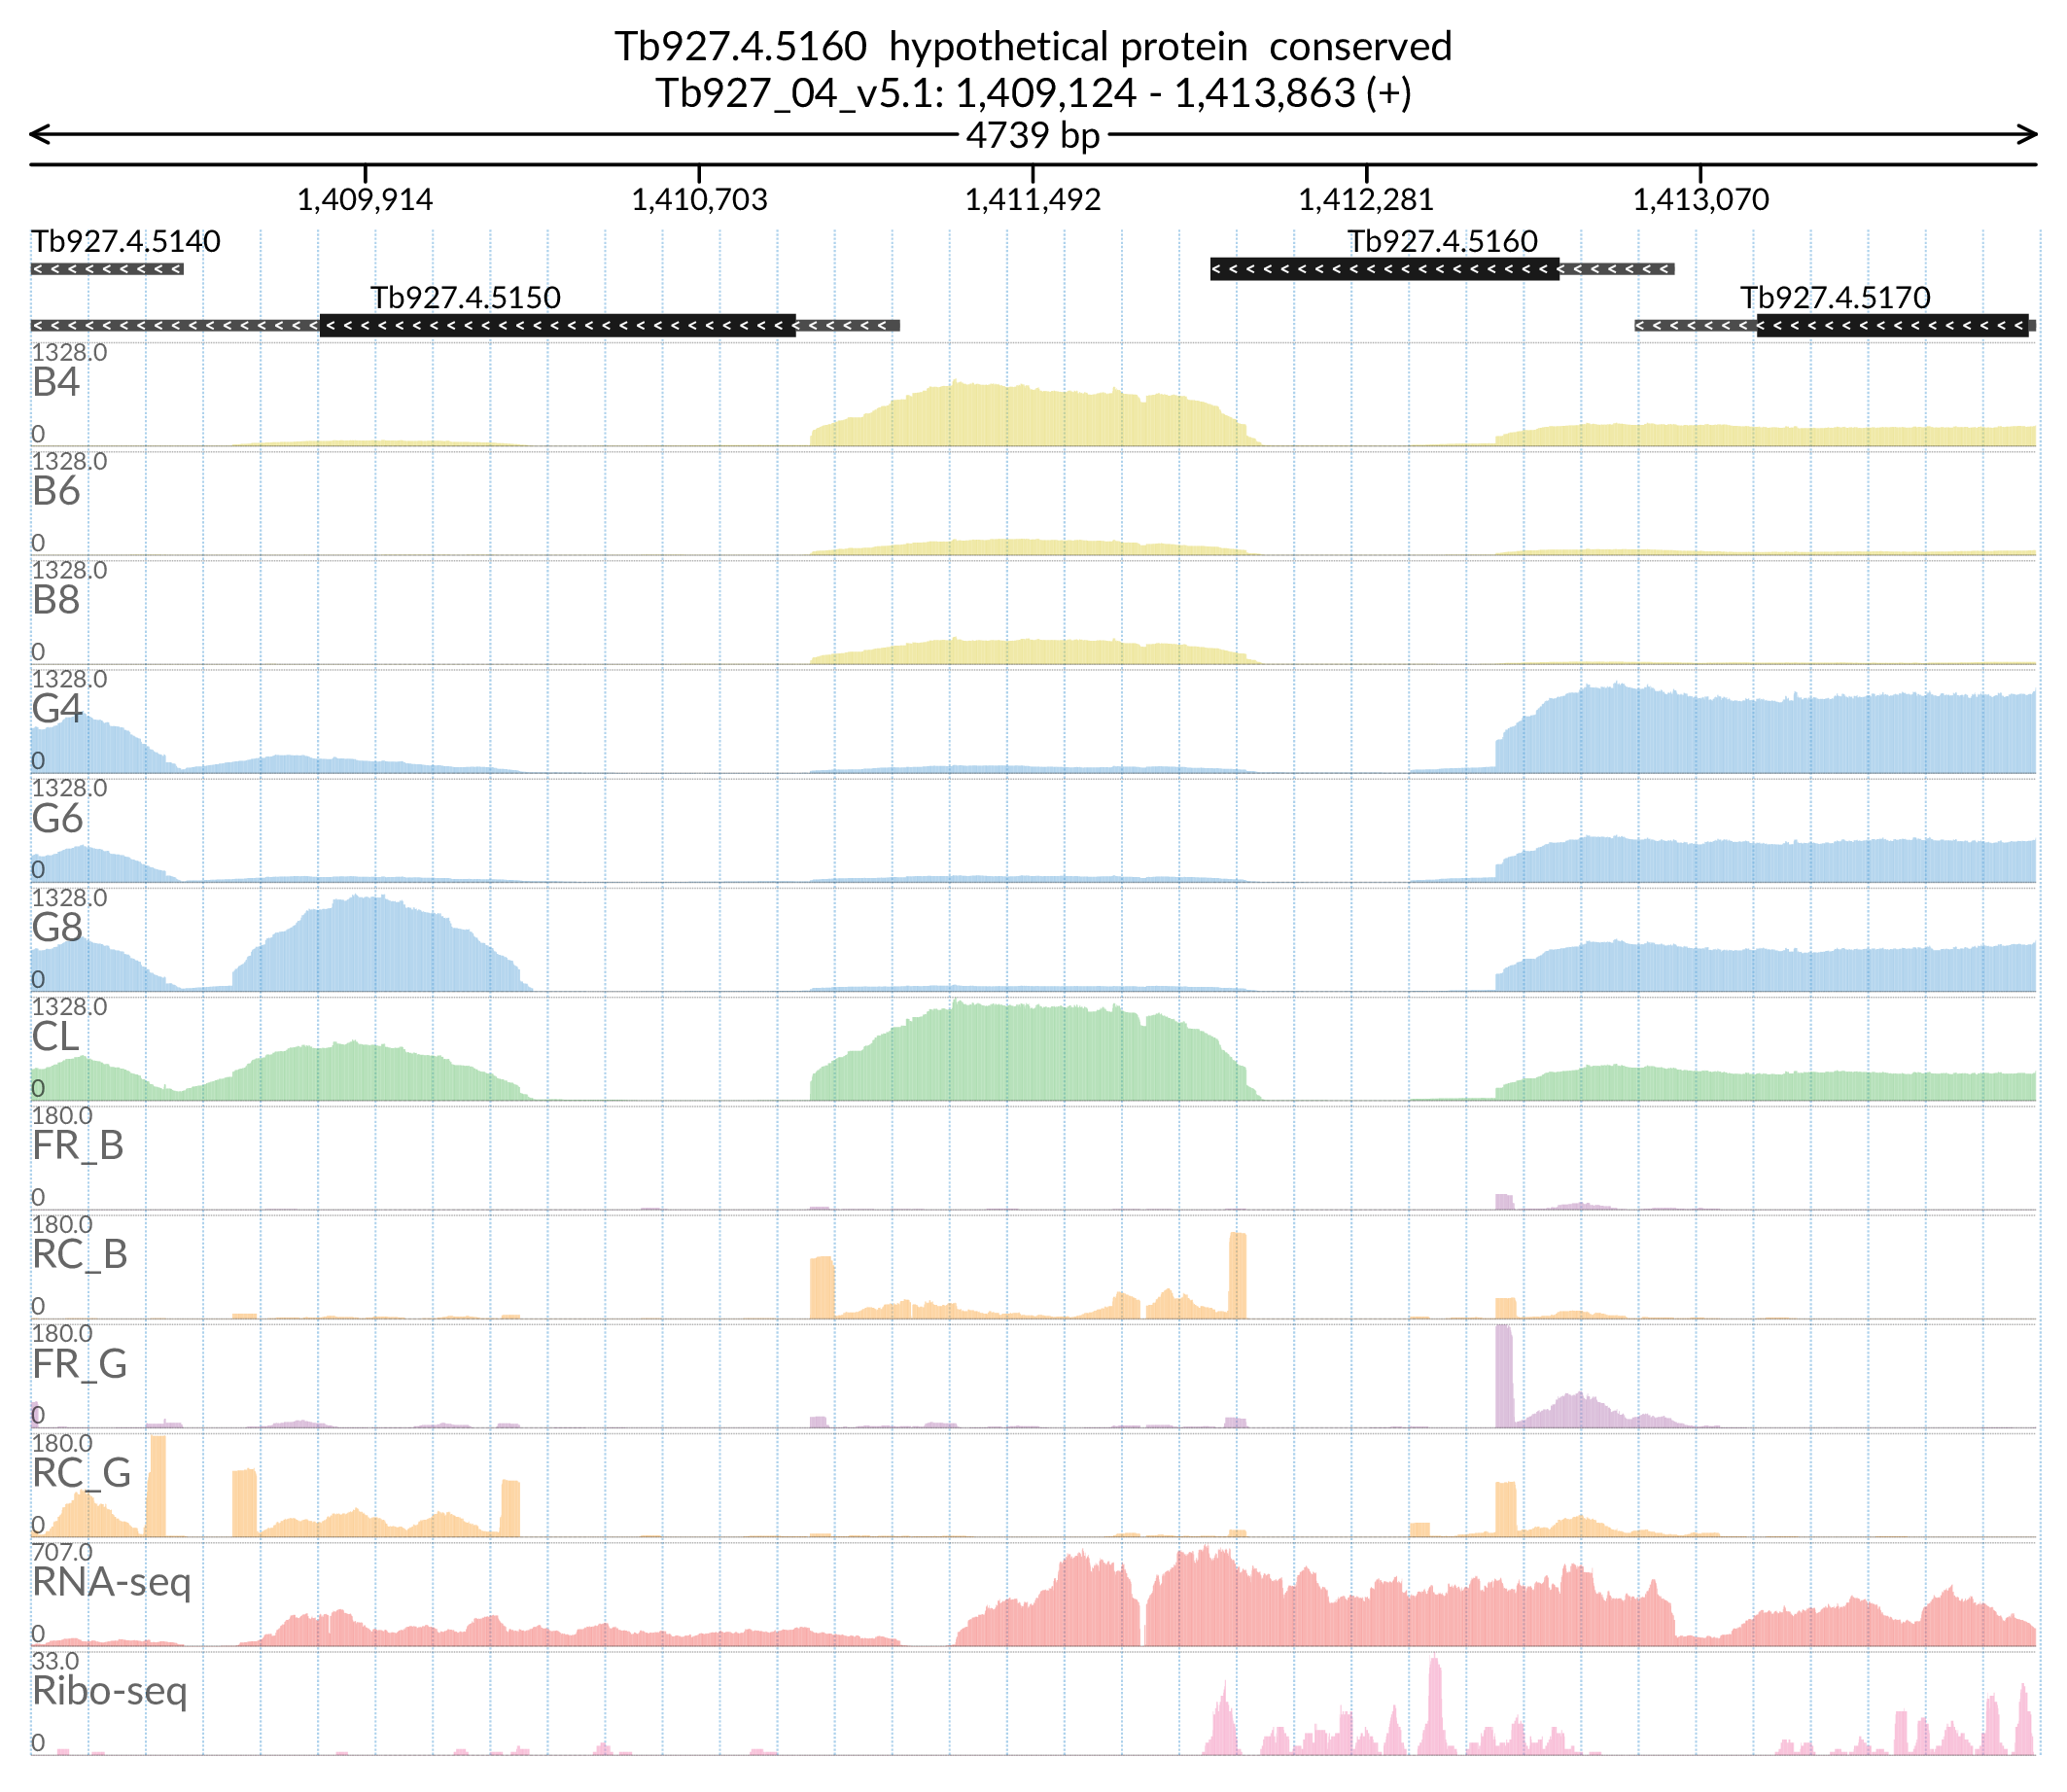 Tb927.4.5160  hypothetical protein  conserved
Tb927_04_v5.1: 1,409,124 - 1,413,863 (+)
4739 bp
1,409,914 1,410,703 1,411,492 1,412,281 1,413,070
Tb927.4.5140 Tb927.4.5160
Tb927.4.5150 Tb927.4.5170
1328.0
B4
0
1328.0
B6
0
1328.0
B8
0
1328.0
G4
0
1328.0
G6
0
1328.0
G8
0
1328.0
CL
0
180.0
FR_B
0
180.0
RC_B
0
180.0
FR_G
0
180.0
RC_G
0
707.0
RNA-seq
0
33.0
Ribo-seq
0